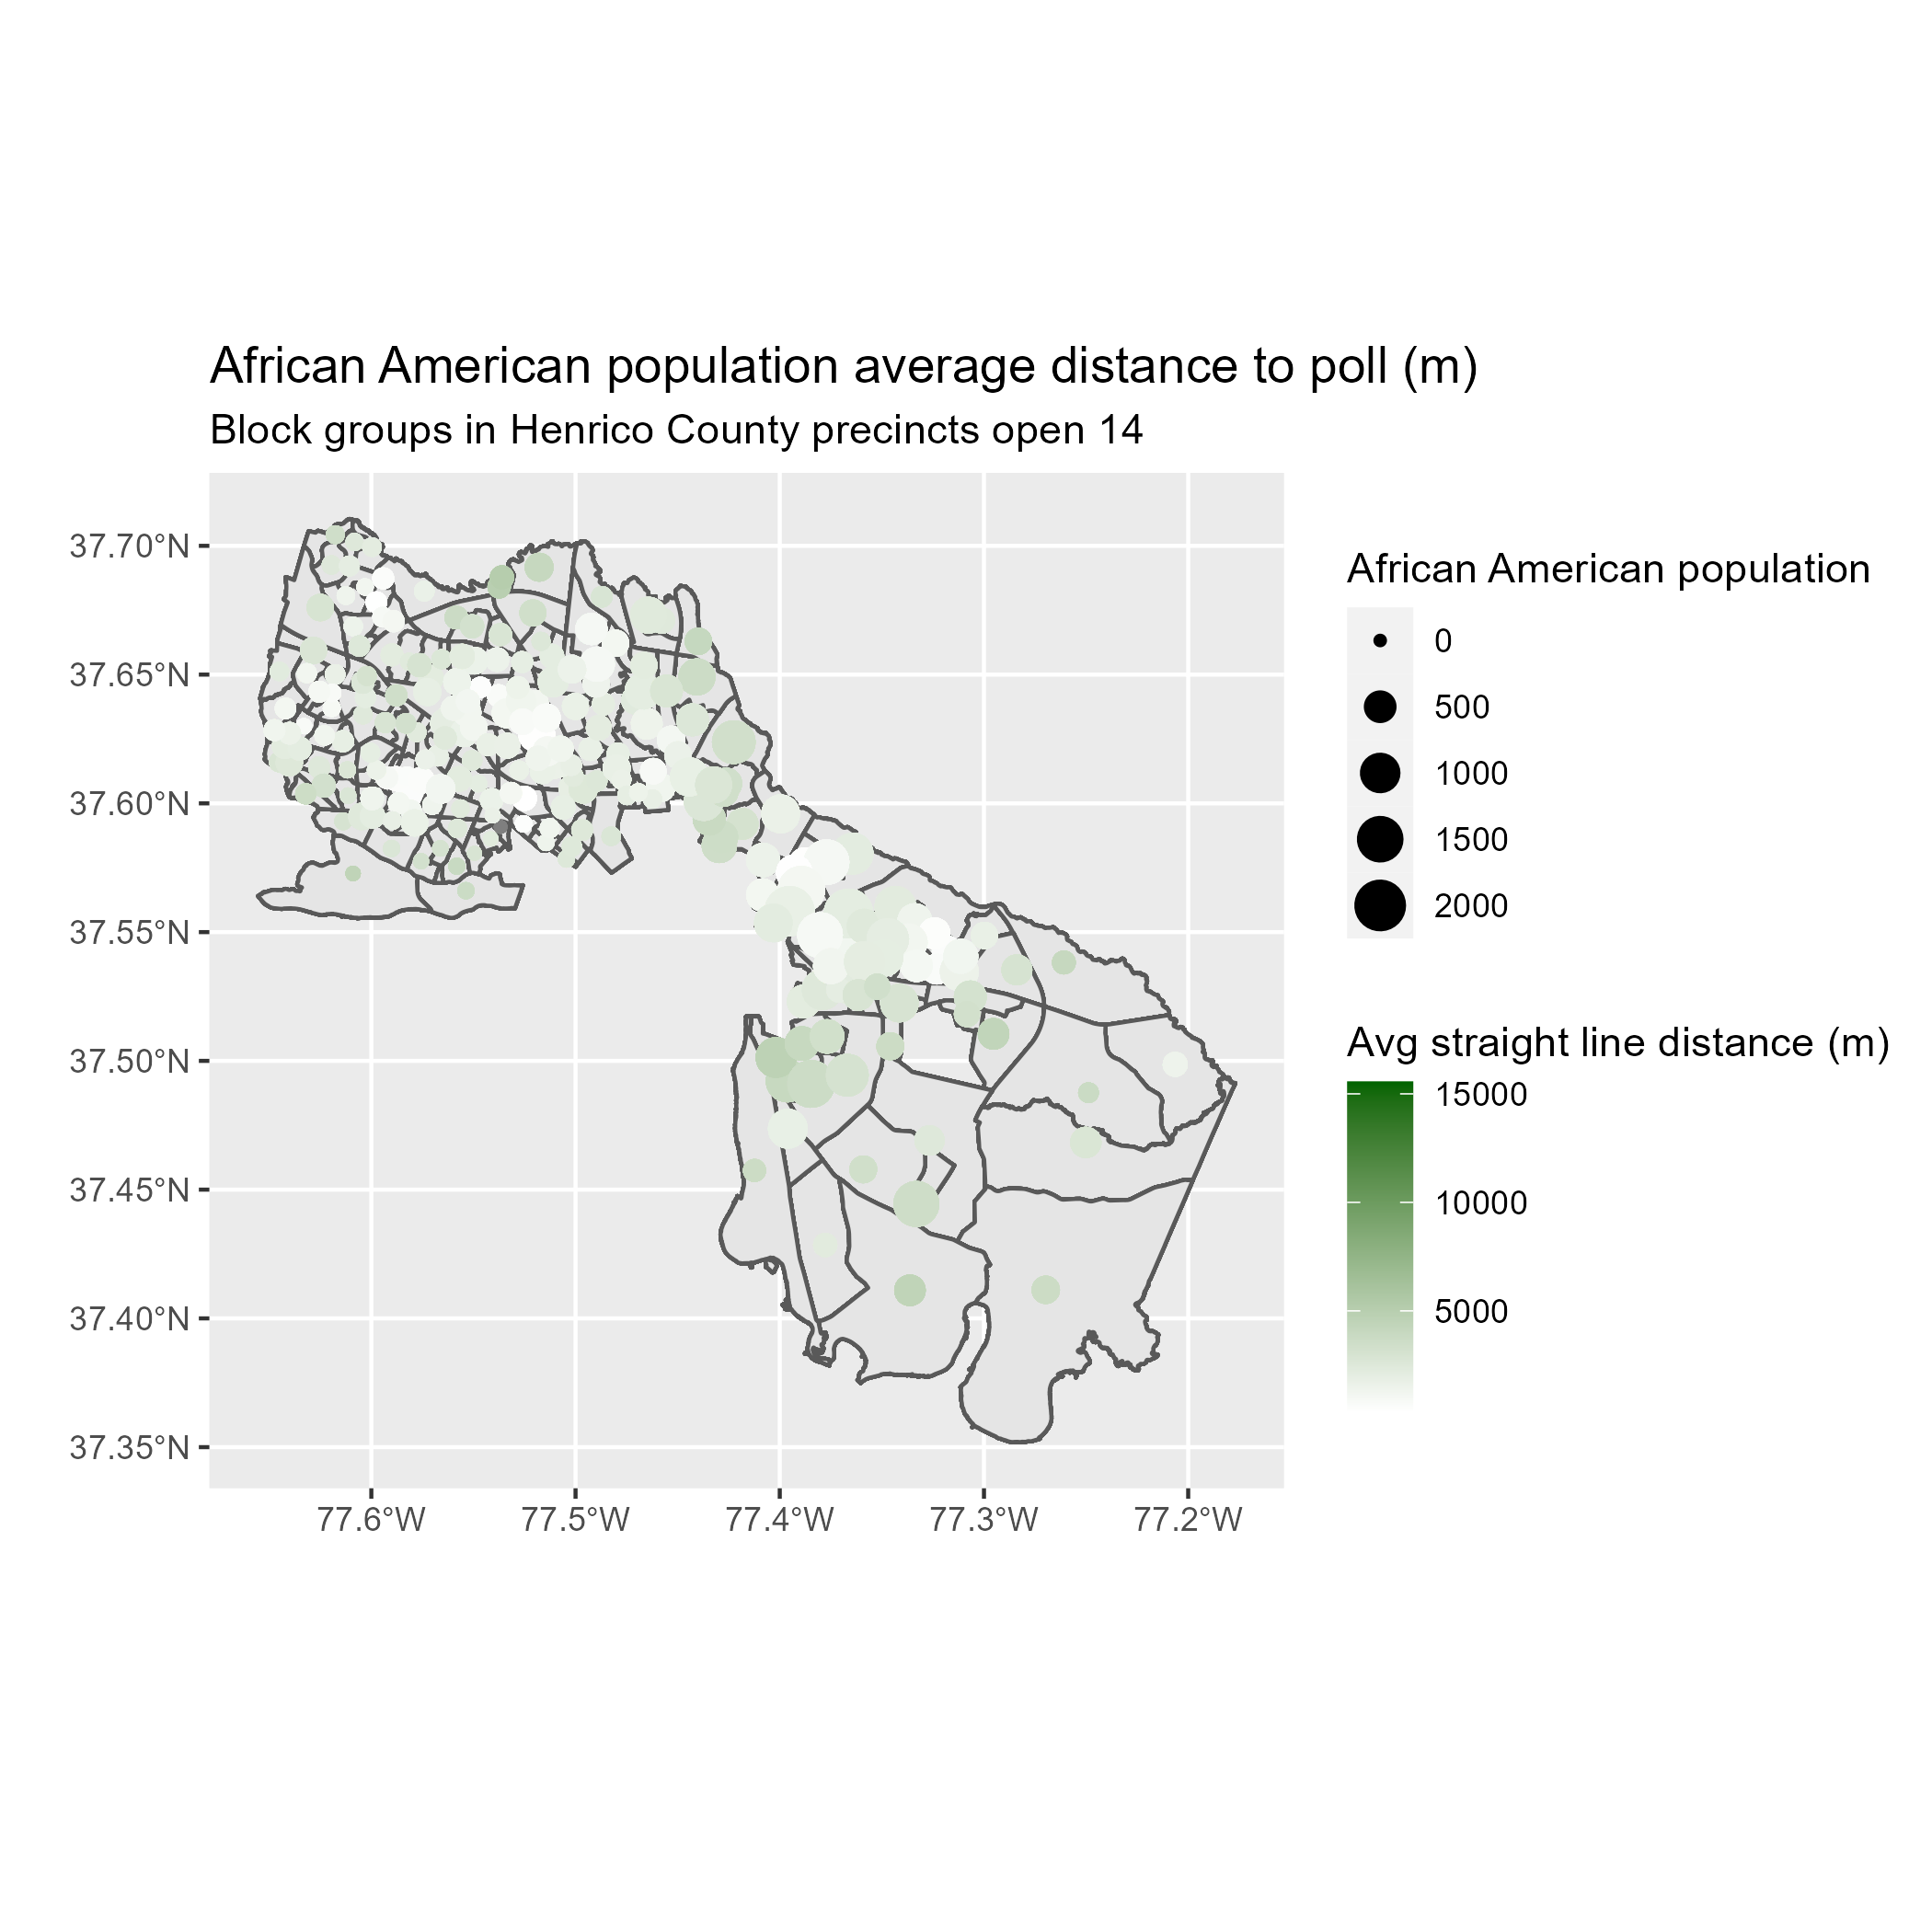 African American population average distance to poll (m)
Block groups in Henrico County precincts open 14
37.70°N
37.65°N
37.60°N
37.55°N
37.50°N
37.45°N
37.40°N
37.35°N
77.6°W
77.5°W
77.4°W
77.3°W
77.2°W
African American population
0
500
1000
1500
2000
Avg straight line distance (m)
15000
10000
5000